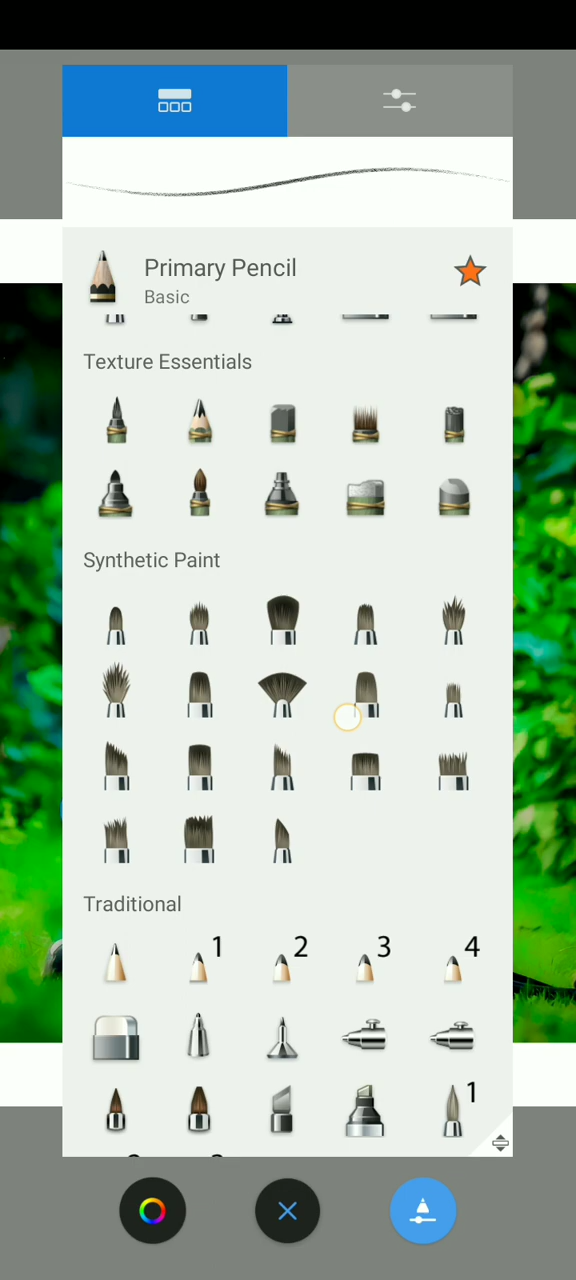 Primary Pencil
Basic
Texture Essentials
Synthetic Paint
Traditional
1 2 3 4
1